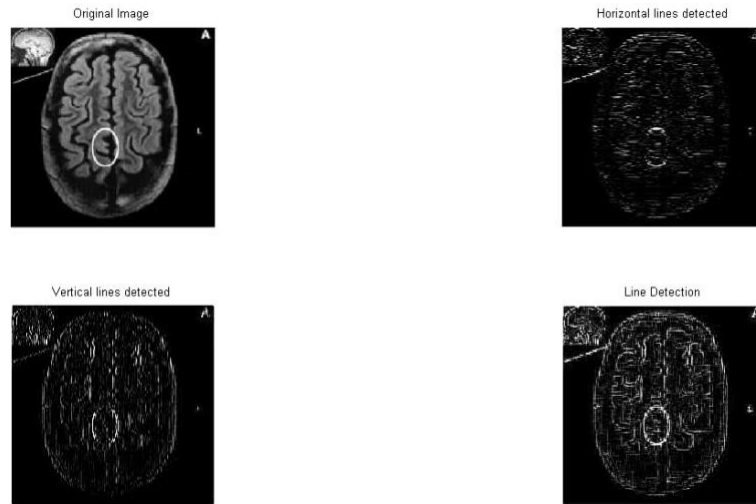 Original Image
Horizontal lines detected
A
L
Vertical lines detected
Line Detection